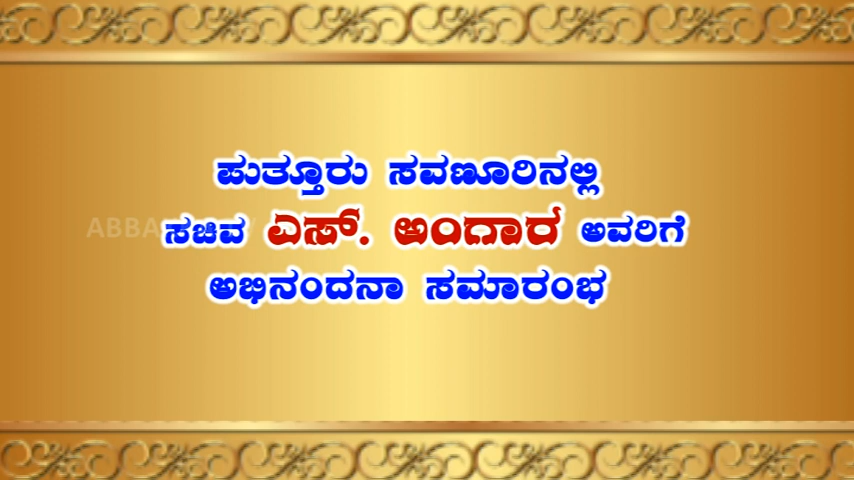 ಪುತ್ತೂರು ಸವಣೂರಿನಲ್ಲಿ
ಸಚಿವ ಎಸ್. ಅಂಗಾರ ಅವರಿಗೆ
ಅಭಿನಂದನಾ ಸಮಾರಂಭ